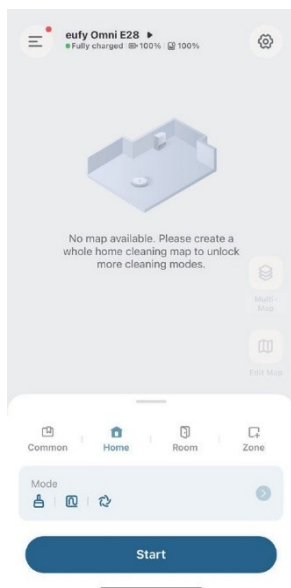 eufy Omni E28
Fully charged 100% 100%
No map available. Please create a
whole home cleaning map to unlock
more cleaning modes.
Multi-
Map
Edit Map
Common
Home
Room
Zone
Mode
Start